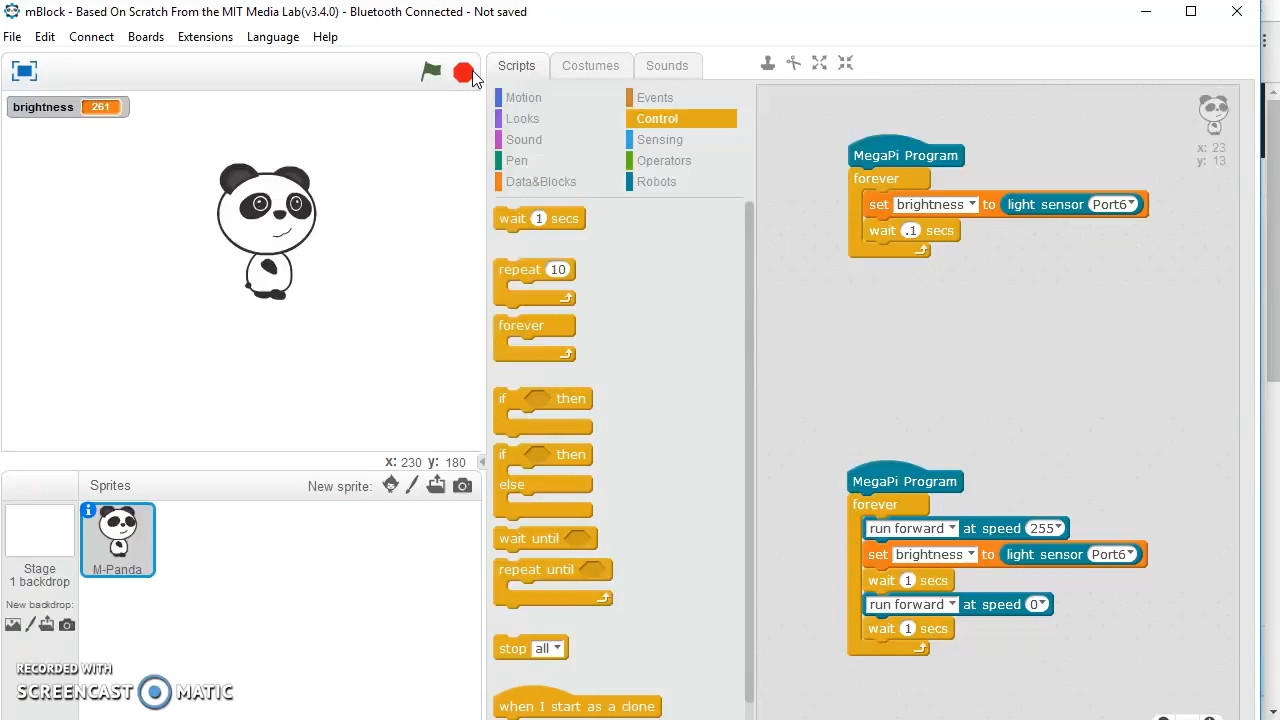 mBlock - Based On Scratch From the MIT Media Lab(v3.4.0) - Bluetooth Connected - Not saved
File Edit Connect Boards Extensions Language Help
brightness 261
x: 230 y: 180
Sprites New sprite:
Stage
1 backdrop
New backdrop:
M-Panda
RECORDED WITH
SCREENCAST MATIC
Scripts Costumes Sounds
Motion Events
Looks Control
Sound Sensing
Pen Operators
Data&Blocks Robots
wait 1 secs
repeat 10
forever
if then
if then
else
wait until
repeat until
stop all
when I start as a clone
x: 23
y: 13
MegaPi Program
forever
set brightness to light sensor Port6
wait .1 secs
MegaPi Program
forever
run forward at speed 255
set brightness to light sensor Port6
wait 1 secs
run forward at speed 0
wait 1 secs